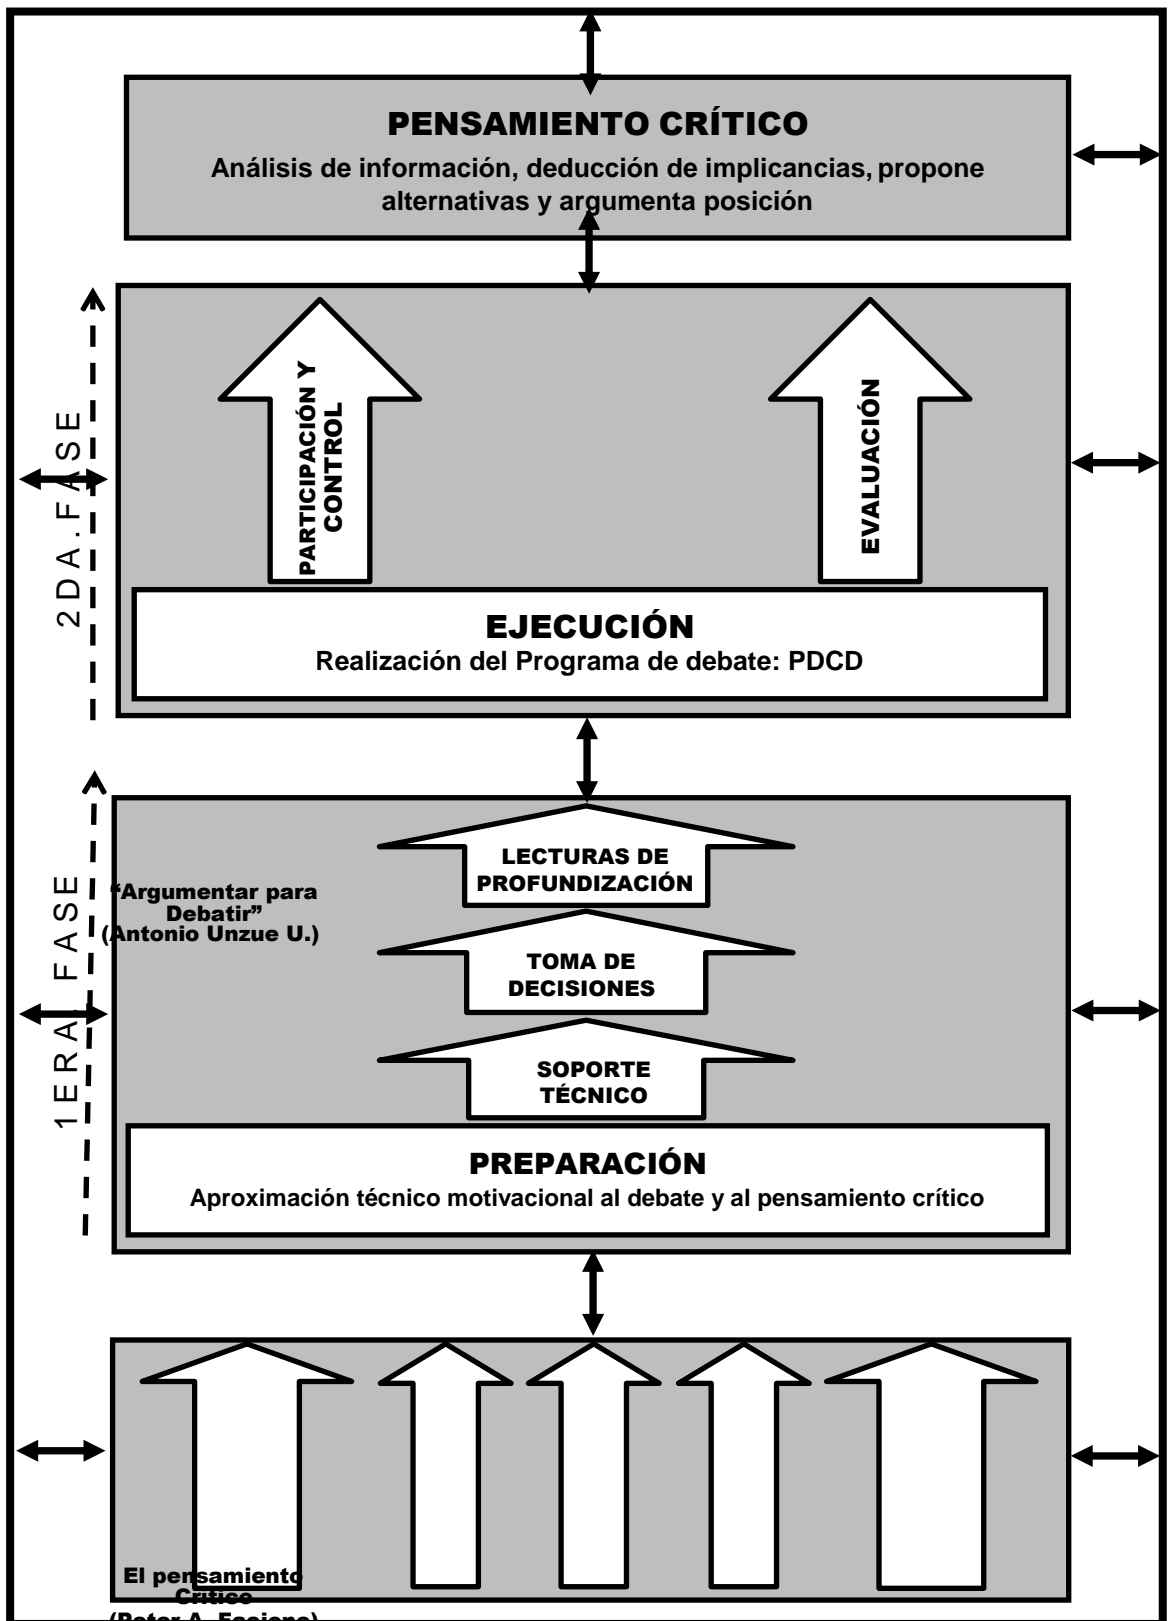 PENSAMIENTO CRÍTICO
Análisis de información, deducción de implicancias, propone
alternativas y argumenta posición
2DA.FASE
PARTICIPACIÓN Y
CONTROL
EVALUACIÓN
EJECUCIÓN
Realización del Programa de debate: PDCD
1ERA. FASE
LECTURAS DE
PROFUNDIZACIÓN
"Argumentar para
Debatir"
(Antonio Unzue U.)
TOMA DE
DECISIONES
SOPORTE
TÉCNICO
PREPARACIÓN
Aproximación técnico motivacional al debate y al pensamiento crítico
El pensamiento
Crítico
(Peter A. Facione)